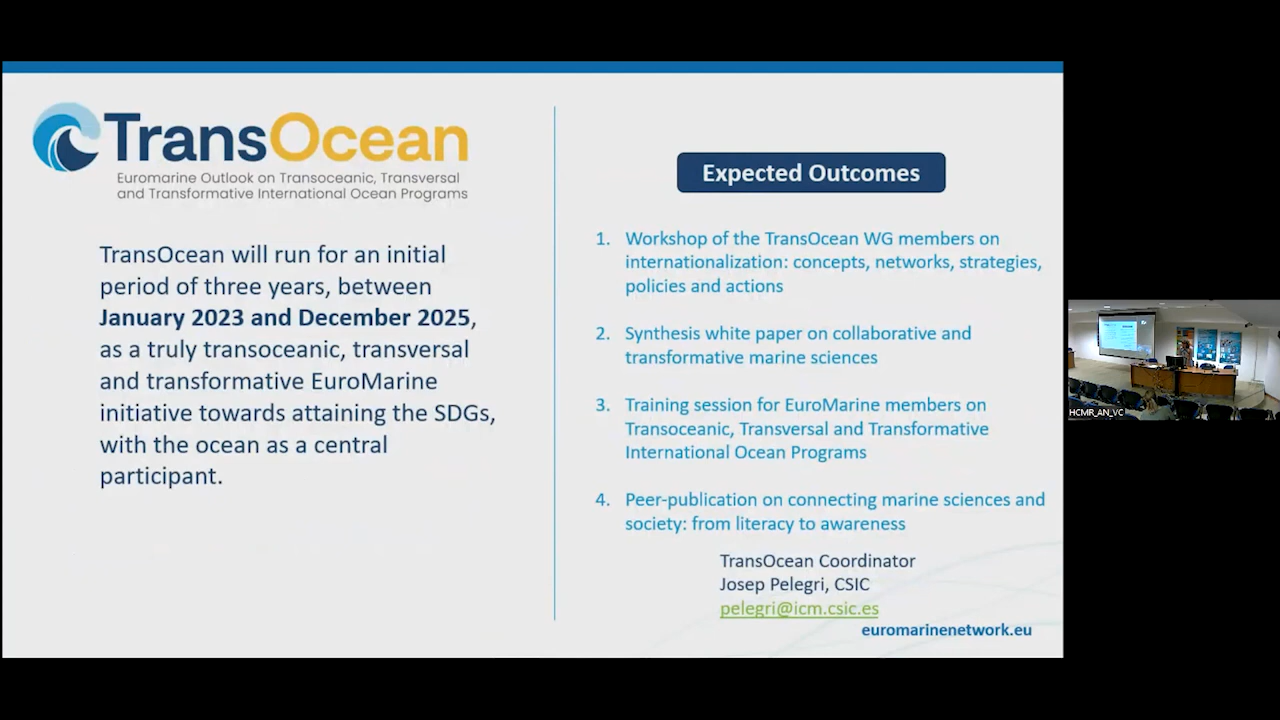 TransOcean
Euromarine Outlook on Transoceanic, Transversal
and Transformative International Ocean Programs
TransOcean will run for an initial
period of three years, between
January 2023 and December 2025,
as a truly transoceanic, transversal
and transformative EuroMarine
initiative towards attaining the SDGs,
with the ocean as a central
participant.
Expected Outcomes
1. Workshop of the TransOcean WG members on
internationalization: concepts, networks, strategies,
policies and actions
2. Synthesis white paper on collaborative and
transformative marine sciences
3. Training session for EuroMarine members on
Transoceanic, Transversal and Transformative
International Ocean Programs
4. Peer-publication on connecting marine sciences and
society: from literacy to awareness
TransOcean Coordinator
Josep Pelegri, CSIC
pelegri@icm.csic.es
euromarinenetwork.eu
HCMR_AN_VC